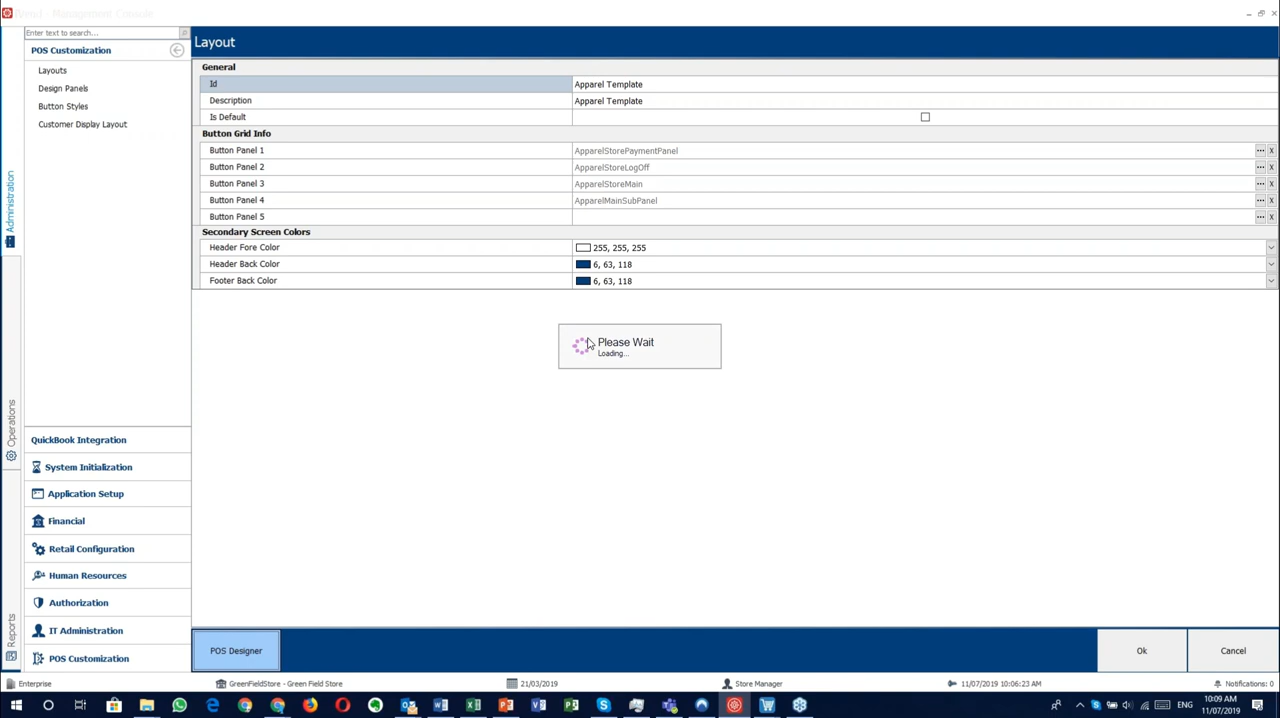 iVend - Management Console
Enter text to search...
POS Customization
Layouts
Design Panels
Button Styles
Customer Display Layout
Administration
Operations
Reports
QuickBook Integration
System Initialization
Application Setup
Financial
Retail Configuration
Human Resources
Authorization
IT Administration
POS Customization
Layout
General
Id Apparel Template
Description Apparel Template
Is Default
Button Grid Info
Button Panel 1 ApparelStorePaymentPanel
Button Panel 2 ApparelStoreLogOff
Button Panel 3 ApparelStoreMain
Button Panel 4 ApparelMainSubPanel
Button Panel 5
Secondary Screen Colors
Header Fore Color 255, 255, 255
Header Back Color 6, 63, 118
Footer Back Color 6, 63, 118
Please Wait
Loading...
POS Designer Ok Cancel
Enterprise GreenFieldStore - Green Field Store 21/03/2019 Store Manager 11/07/2019 10:06:23 AM Notifications: 0
ENG 10:09 AM
11/07/2019